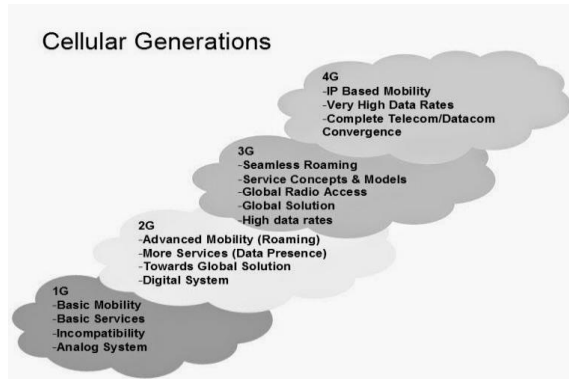 Cellular Generations
4G
-IP Based Mobility
-Very High Data Rates
-Complete Telecom/Datacom
Convergence
3G
-Seamless Roaming
-Service Concepts & Models
-Global Radio Access
-Global Solution
-High data rates
2G
-Advanced Mobility (Roaming)
-More Services (Data Presence)
-Towards Global Solution
-Digital System
1G
-Basic Mobility
-Basic Services
-Incompatibility
-Analog System